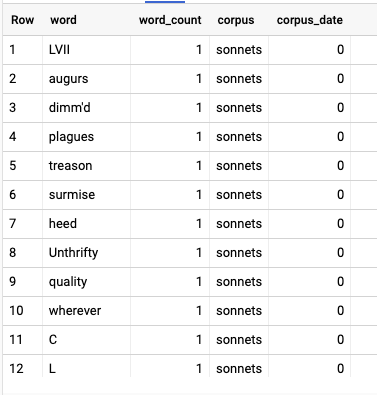 Row word word_count corpus corpus_date
1 LVII 1 sonnets 0
2 augurs 1 sonnets 0
3 dimm'd 1 sonnets 0
4 plagues 1 sonnets 0
5 treason 1 sonnets 0
6 surmise 1 sonnets 0
7 heed 1 sonnets 0
8 Unthrifty 1 sonnets 0
9 quality 1 sonnets 0
10 wherever 1 sonnets 0
11 C 1 sonnets 0
12 L 1 sonnets 0